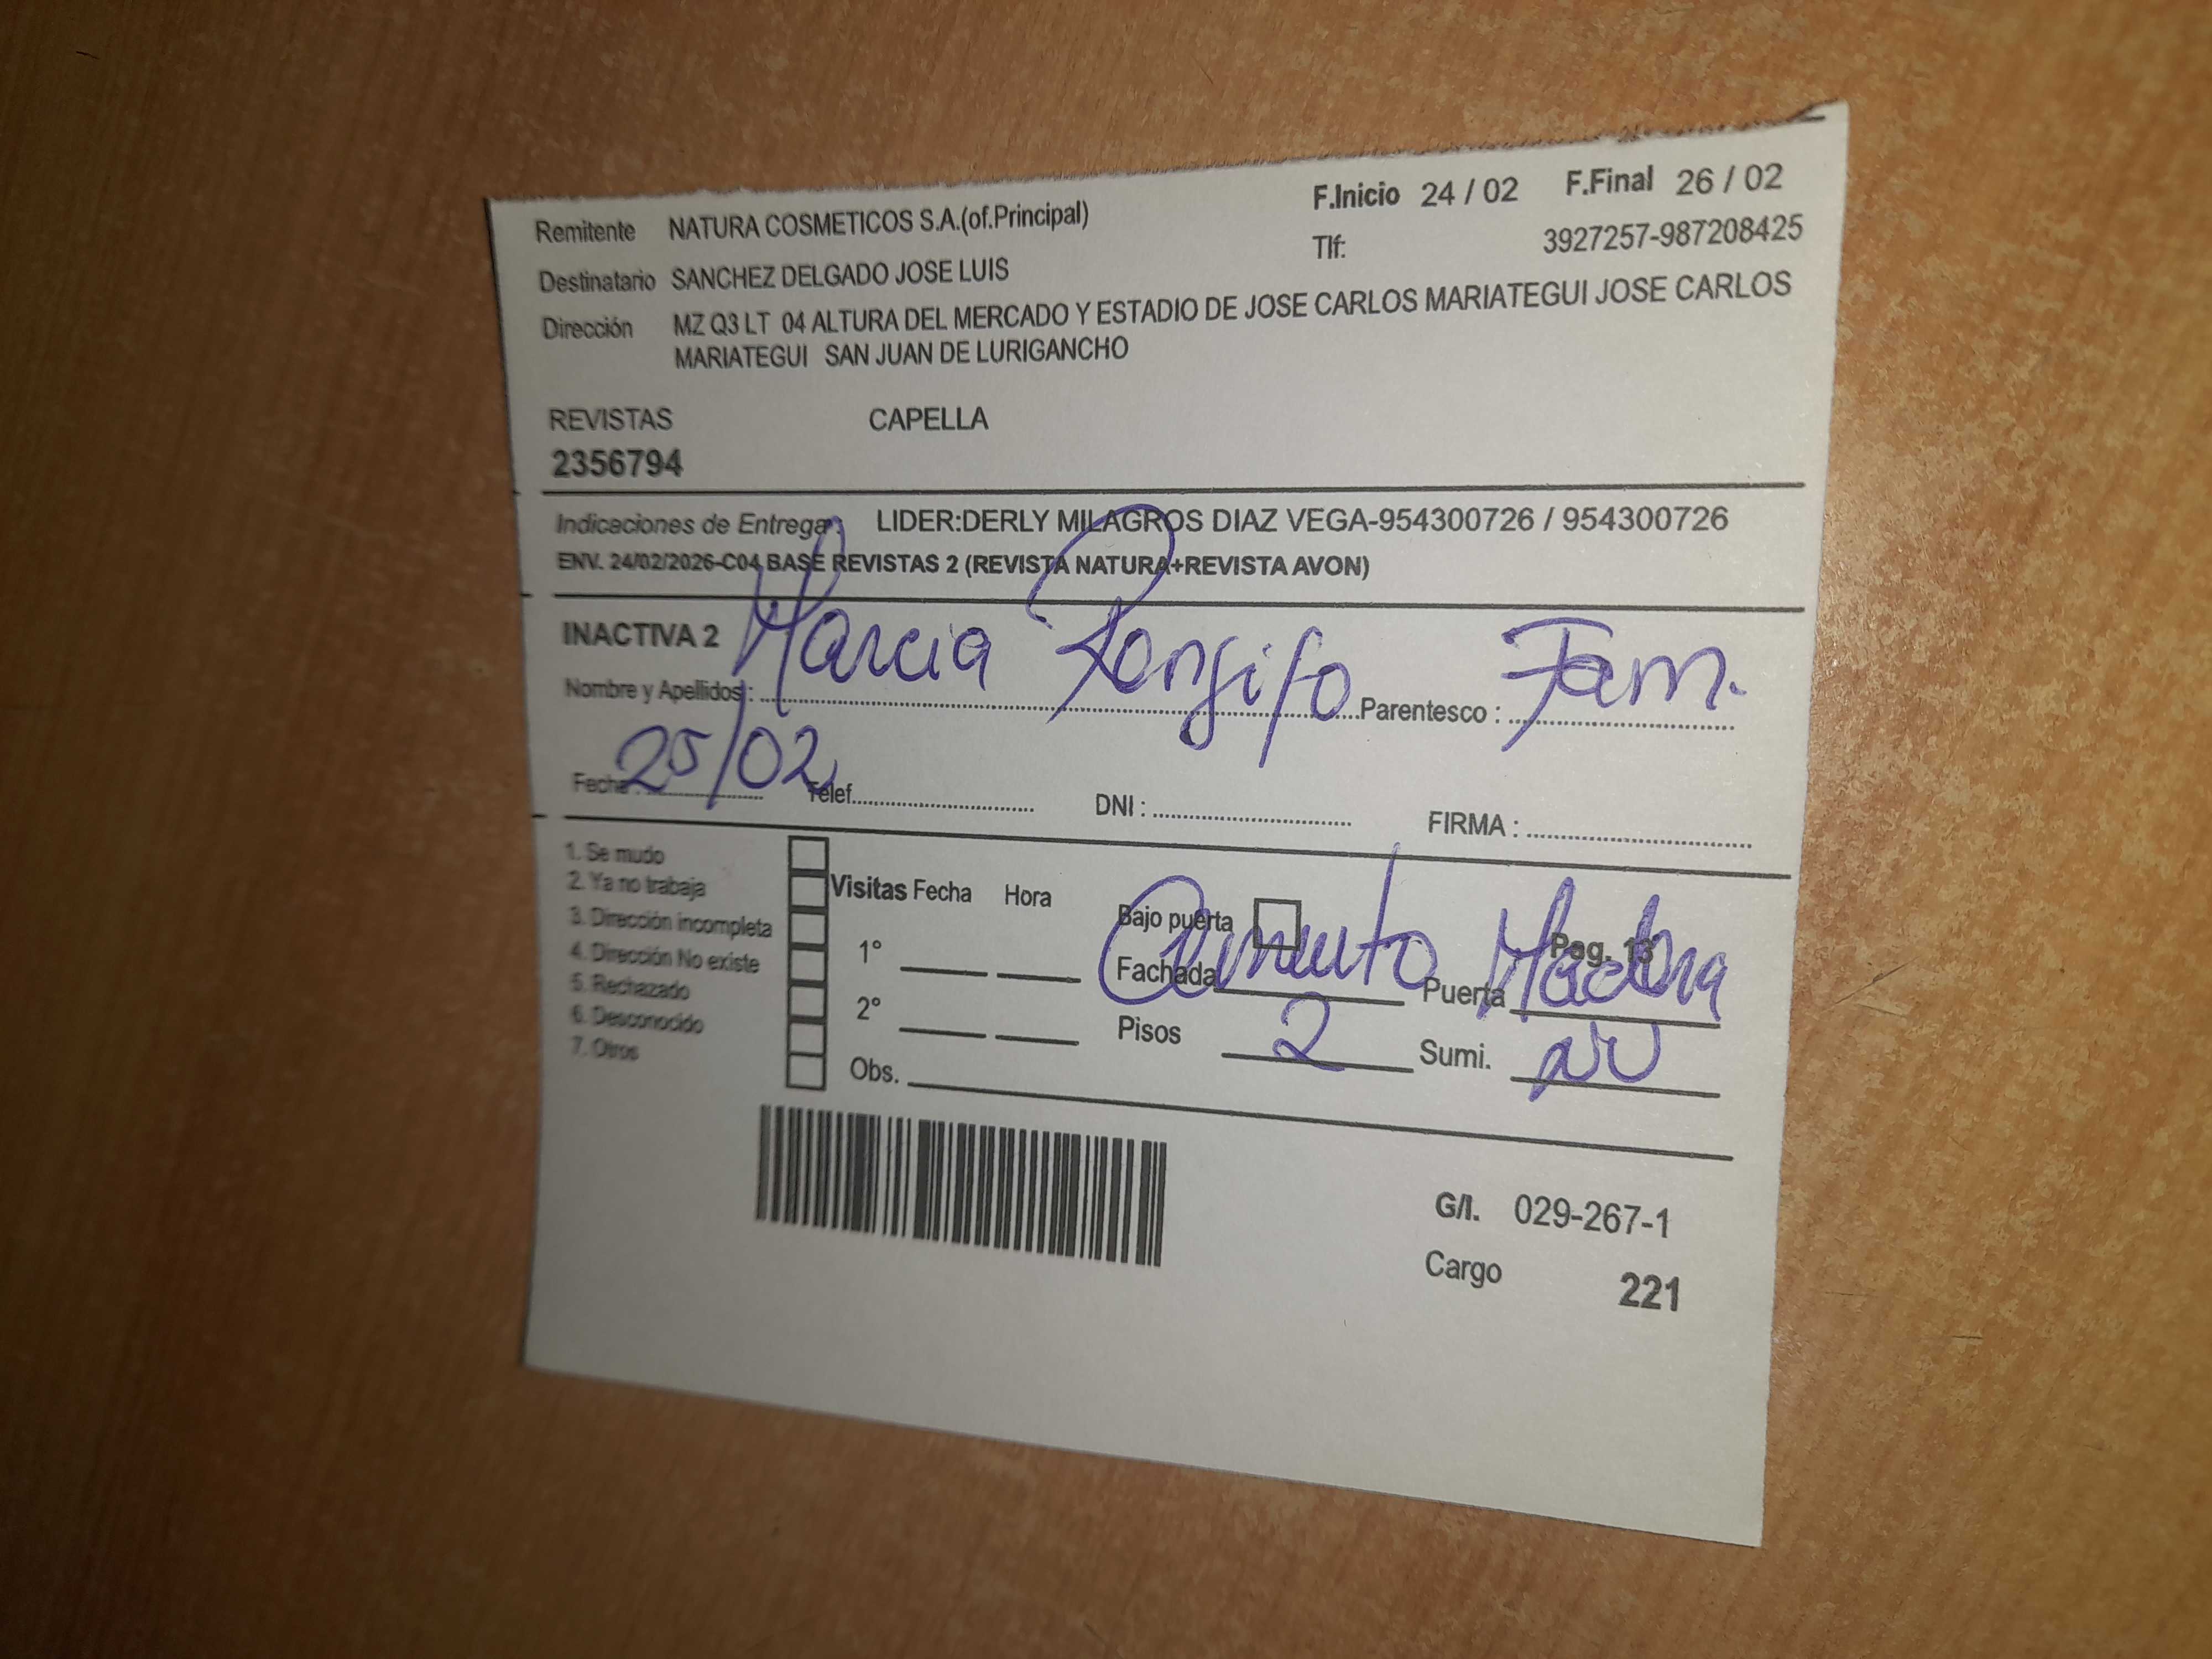 F.Inicio 24 / 02 F.Final 26 / 02
Remitente NATURA COSMETICOS S.A.(of.Principal)
Tlf: 3927257-987208425
Destinatario SANCHEZ DELGADO JOSE LUIS
Dirección MZ Q3 LT 04 ALTURA DEL MERCADO Y ESTADIO DE JOSE CARLOS MARIATEGUI JOSE CARLOS
MARIATEGUI SAN JUAN DE LURIGANCHO
REVISTAS CAPELLA
2356794
Indicaciones de Entrega : LIDER:DERLY MILAGROS DIAZ VEGA-954300726 / 954300726
ENV. 24/02/2026-C04 BASE REVISTAS 2 (REVISTA NATURA+REVISTA AVON)
INACTIVA 2
Nombre y Apellidos : Marcia Rengifo Parentesco : Fam.
Fecha : 25/02 Telef. DNI : FIRMA :
1. Se mudo
2. Ya no trabaja
3. Dirección incompleta
4. Dirección No existe
5. Rechazado
6. Desconocido
7. Otros
Visitas Fecha Hora
1°
2°
Obs.
Bajo puerta Pag. 13
Fachada Cemento Puerta Madera
Pisos 2 Sumi.
G/I. 029-267-1
Cargo 221